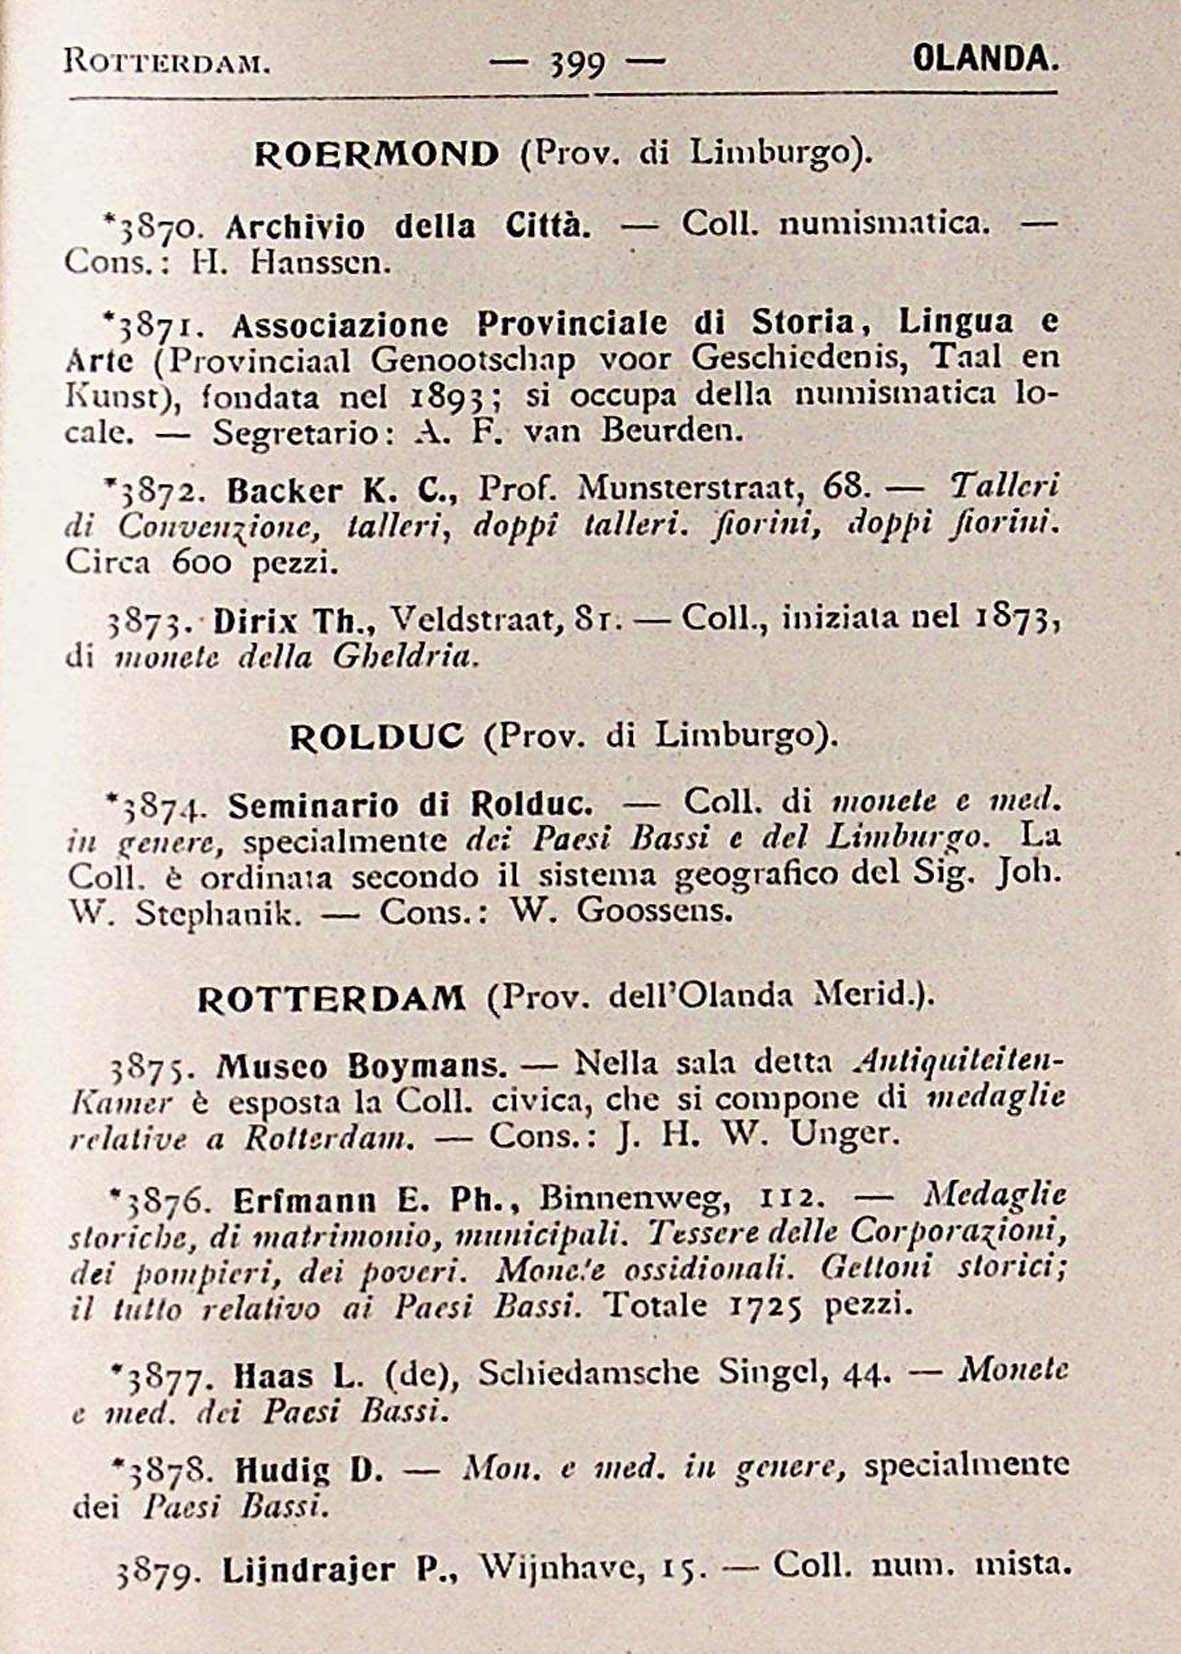 ROTTERDAM. — 399 — OLANDA.
ROERMOND (Prov. di Limburgo).
*3870. Archivio della Città. — Coll. numismatica. —
Cons.: H. Hanssen.
*3871. Associazione Provinciale di Storia, Lingua e
Arte (Provinciaal Genootschap voor Geschiedenis, Taal en
Kunst), fondata nel 1893; si occupa della numismatica lo-
cale. — Segretario: A. F. van Beurden.
*3872. Backer K. C., Prof. Munsterstraat, 68. — Talleri
di Convenzione, talleri, doppi talleri. fiorini, doppi fiorini.
Circa 600 pezzi.
3873. Dirix Th., Veldstraat, 81. — Coll., iniziata nel 1873,
di monete della Gheldria.
ROLDUC (Prov. di Limburgo).
*3874. Seminario di Rolduc. — Coll. di monete e med.
in genere, specialmente dei Paesi Bassi e del Limburgo. La
Coll. è ordinata secondo il sistema geografico del Sig. Joh.
W. Stephanik. — Cons.: W. Goossens.
ROTTERDAM (Prov. dell'Olanda Merid.).
3875. Museo Boymans. — Nella sala detta Antiquiteiten-
Kamer è esposta la Coll. civica, che si compone di medaglie
relative a Rotterdam. — Cons.: J. H. W. Unger.
*3876. Erfmann E. Ph., Binnenweg, 112. — Medaglie
storiche, di matrimonio, municipali. Tessere delle Corporazioni,
dei pompieri, dei poveri. Monete ossidionali. Gettoni storici;
il tutto relativo ai Paesi Bassi. Totale 1725 pezzi.
*3877. Haas L. (de), Schiedamsche Singel, 44. — Monete
e med. dei Paesi Bassi.
*3878. Hudig D. — Mon. e med. in genere, specialmente
dei Paesi Bassi.
3879. Lijndrajer P., Wijnhave, 15. — Coll. num. mista.